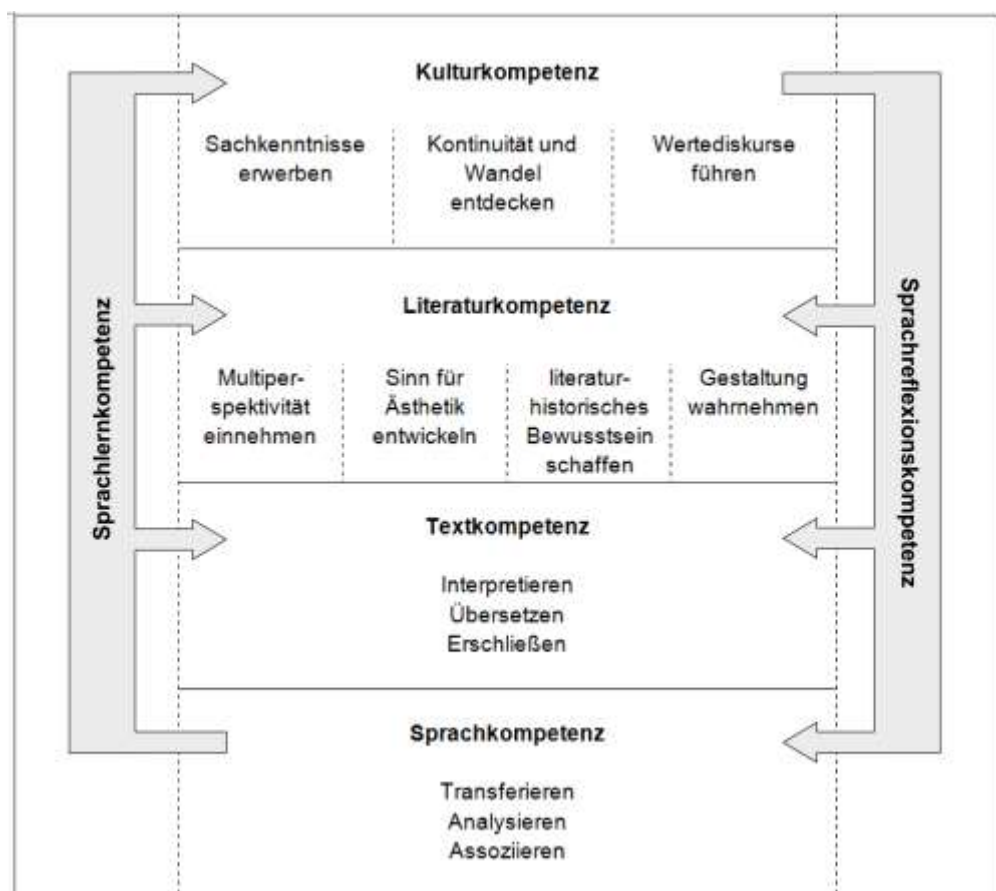 Kulturkompetenz
Sachkenntnisse
erwerben
Kontinuität und
Wandel
entdecken
Wertediskurse
führen
Sprachlernkompetenz
Sprachreflexionskompetenz
Literaturkompetenz
Multiper-
spektivität
einnehmen
Sinn für
Ästhetik
entwickeln
literatur-
historisches
Bewusstsein
schaffen
Gestaltung
wahrnehmen
Textkompetenz
Interpretieren
Übersetzen
Erschließen
Sprachkompetenz
Transferieren
Analysieren
Assoziieren